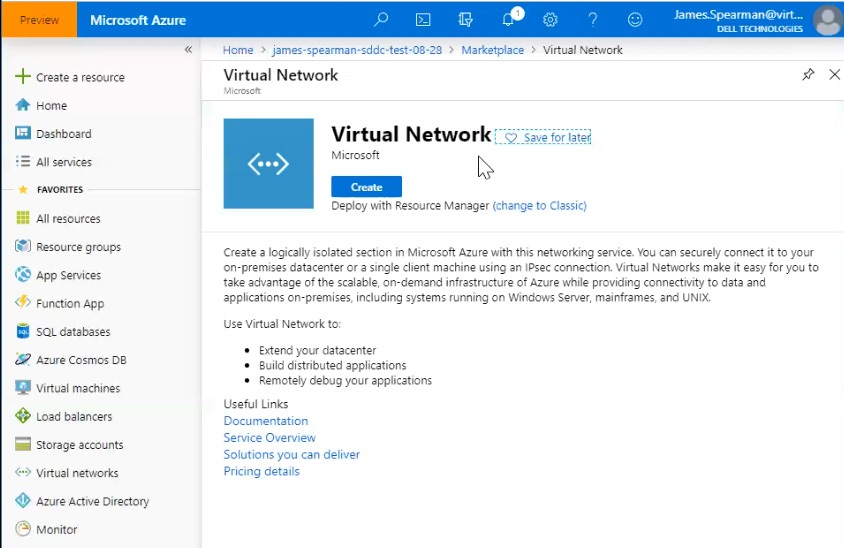 Preview
Microsoft Azure
1
James.Spearman@virt...
DELL TECHNOLOGIES
Home > james-spearman-sddc-test-08-28 > Marketplace > Virtual Network
«
Create a resource
Home
Dashboard
All services
FAVORITES
All resources
Resource groups
App Services
Function App
SQL databases
Azure Cosmos DB
Virtual machines
Load balancers
Storage accounts
Virtual networks
Azure Active Directory
Monitor
Virtual Network
Microsoft
Virtual Network
Save for later
Microsoft
Create
Deploy with Resource Manager (change to Classic)
Create a logically isolated section in Microsoft Azure with this networking service. You can securely connect it to your
on-premises datacenter or a single client machine using an IPsec connection. Virtual Networks make it easy for you to
take advantage of the scalable, on-demand infrastructure of Azure while providing connectivity to data and
applications on-premises, including systems running on Windows Server, mainframes, and UNIX.
Use Virtual Network to:
• Extend your datacenter
• Build distributed applications
• Remotely debug your applications
Useful Links
Documentation
Service Overview
Solutions you can deliver
Pricing details